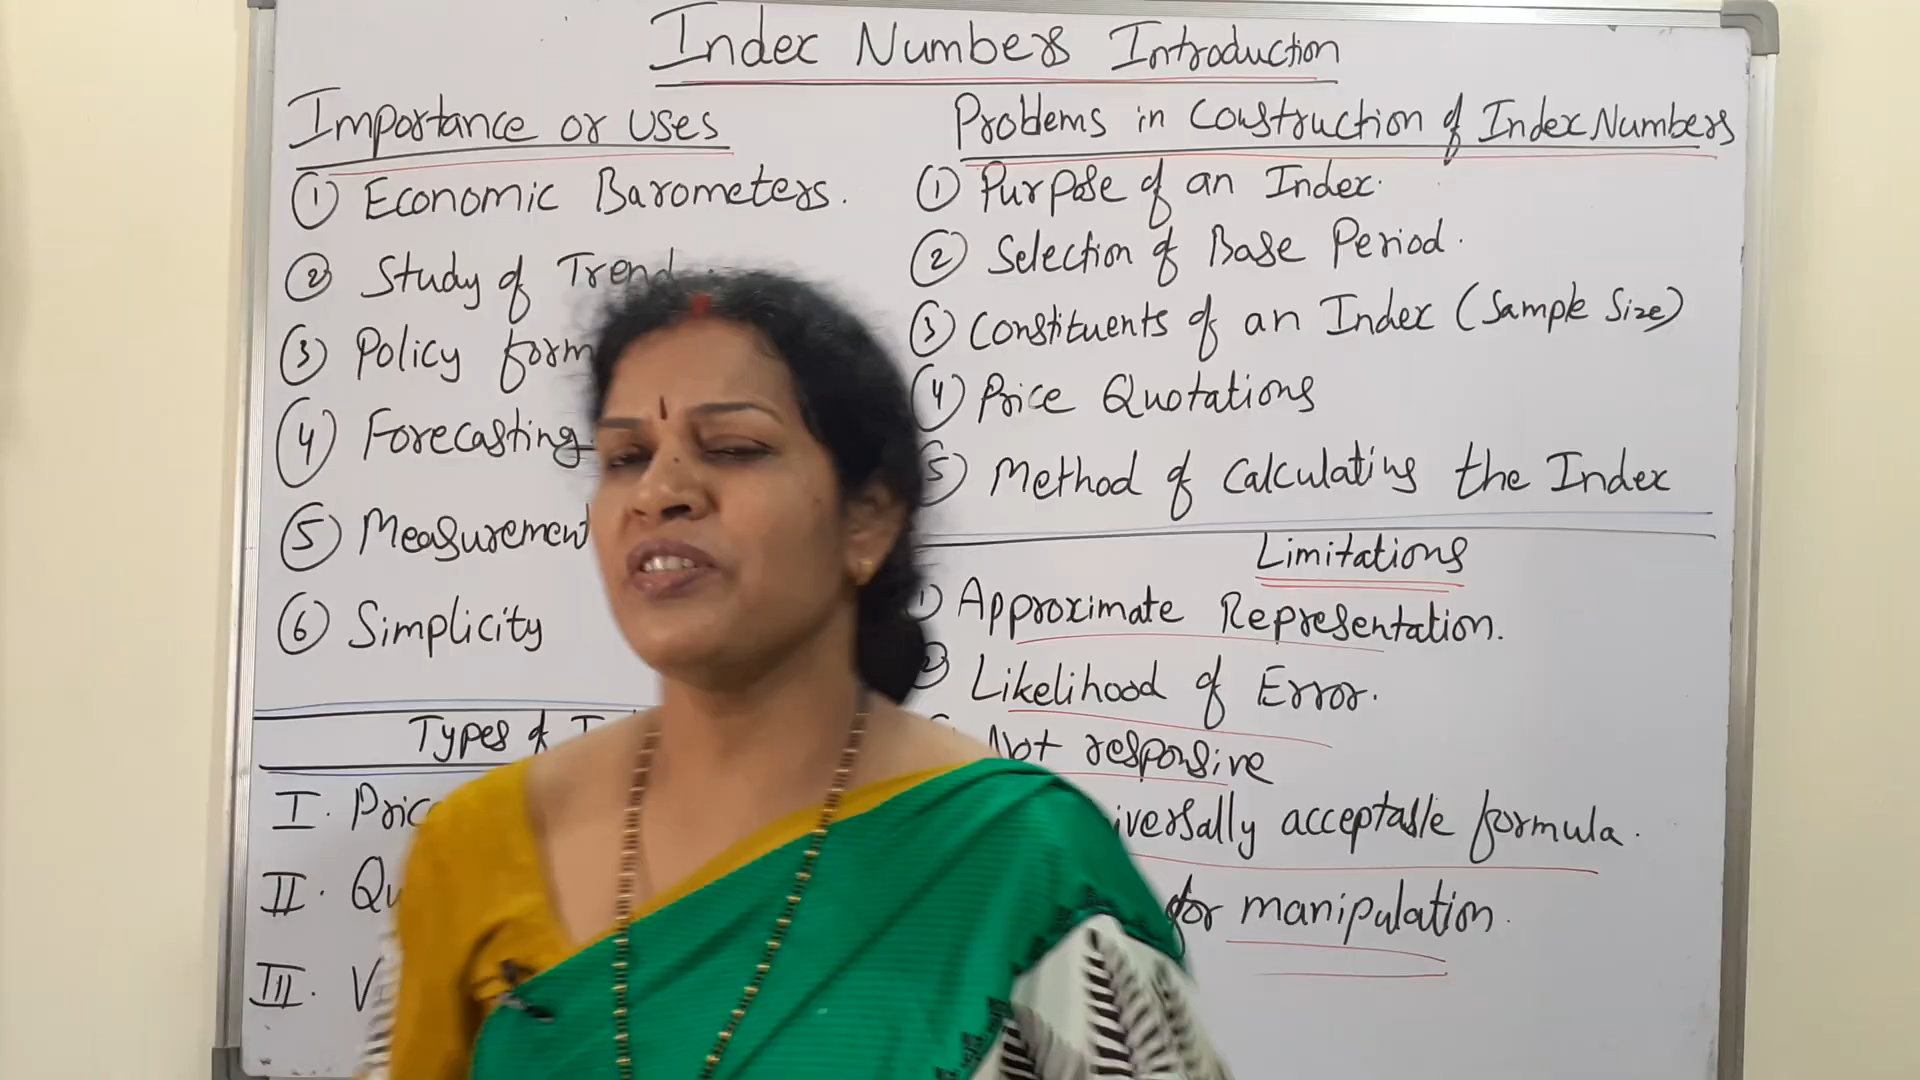 Index Numbers Introduction
Importance or uses
① Economic Barometers.
② Study of Trend
③ Policy
④ Forecasting.
⑤ Measurement
⑥ Simplicity
Types of
I.
II.
III.
Problems in Construction of Index Numbers
① Purpose of an Index.
② Selection of Base Period.
③ Constituents of an Index (Sample Size)
④ Price Quotations
⑤ Method of Calculating the Index
Limitations
① Approximate Representation.
② Likelihood of Error.
Not responsive
acceptable formula.
for manipulation.